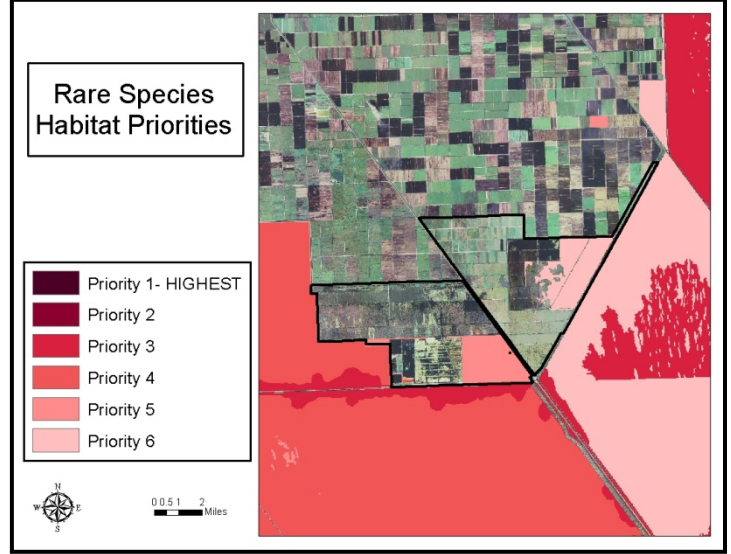 Rare Species
Habitat Priorities
Priority 1- HIGHEST
Priority 2
Priority 3
Priority 4
Priority 5
Priority 6
N
W E
S
0 0.5 1 2
Miles